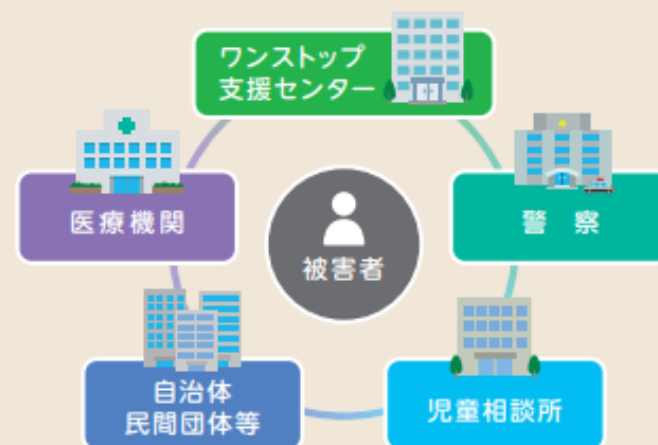 ワンストップ
支援センター
医療機関
警察
被害者
自治体
民間団体等
児童相談所